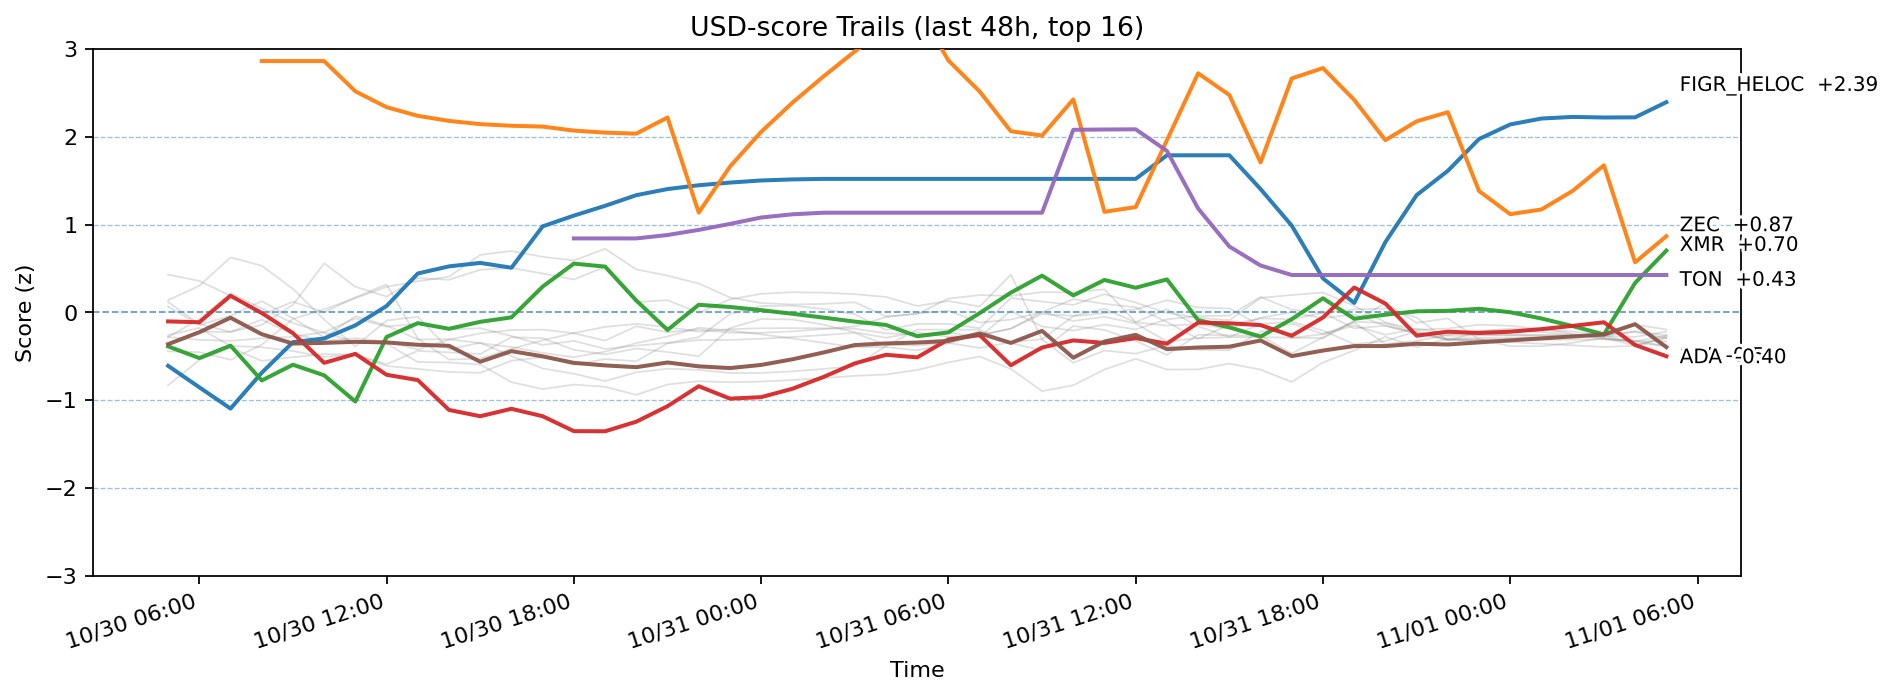 USD-score Trails (last 48h, top 16)
Score (z)
3
2
1
0
−1
−2
−3
FIGR_HELOC +2.39
ZEC +0.87
XMR +0.70
TON +0.43
ADA -0.40
10/30 06:00
10/30 12:00
10/30 18:00
10/31 00:00
10/31 06:00
10/31 12:00
10/31 18:00
11/01 00:00
11/01 06:00
Time